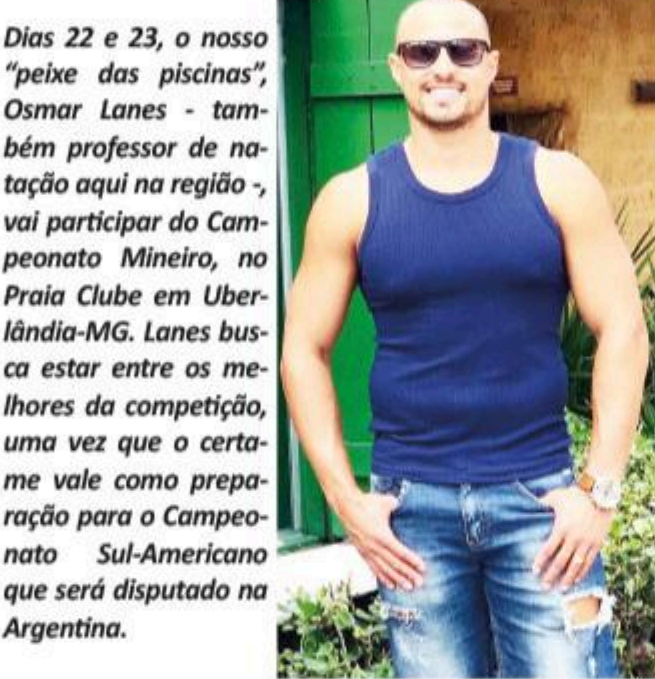 Dias 22 e 23, o nosso
“peixe das piscinas”,
Osmar Lanes - tam-
bém professor de na-
tação aqui na região -,
vai participar do Cam-
peonato Mineiro, no
Praia Clube em Uber-
lândia-MG. Lanes bus-
ca estar entre os me-
lhores da competição,
uma vez que o certa-
me vale como prepa-
ração para o Campeo-
nato Sul-Americano
que será disputado na
Argentina.